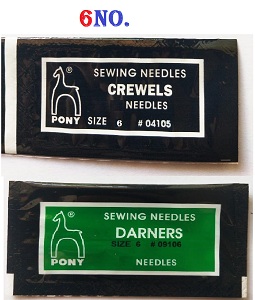 6NO.
®
SEWING NEEDLES
CREWELS
NEEDLES
PONY
SIZE 6 # 04105
®
SEWING NEEDLES
DARNERS
SIZE 6 # 09106
PONY
NEEDLES